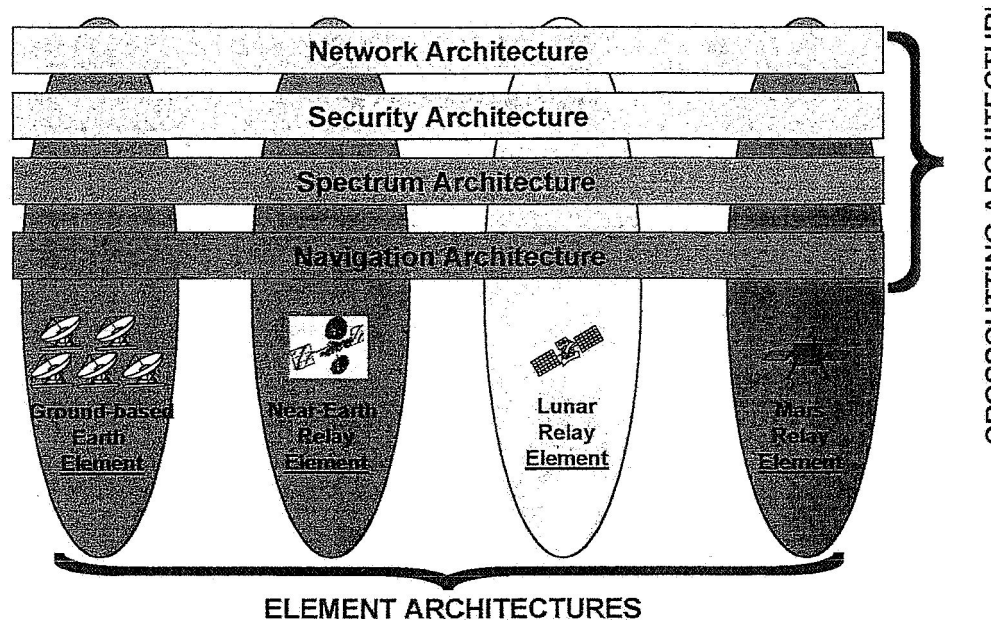 Network Architecture
Security Architecture
Spectrum Architecture
Navigation Architecture
Ground-based
Earth
Element
Near-Earth
Relay
Element
Lunar
Relay
Element
Mars
Relay
Element
ELEMENT ARCHITECTURES